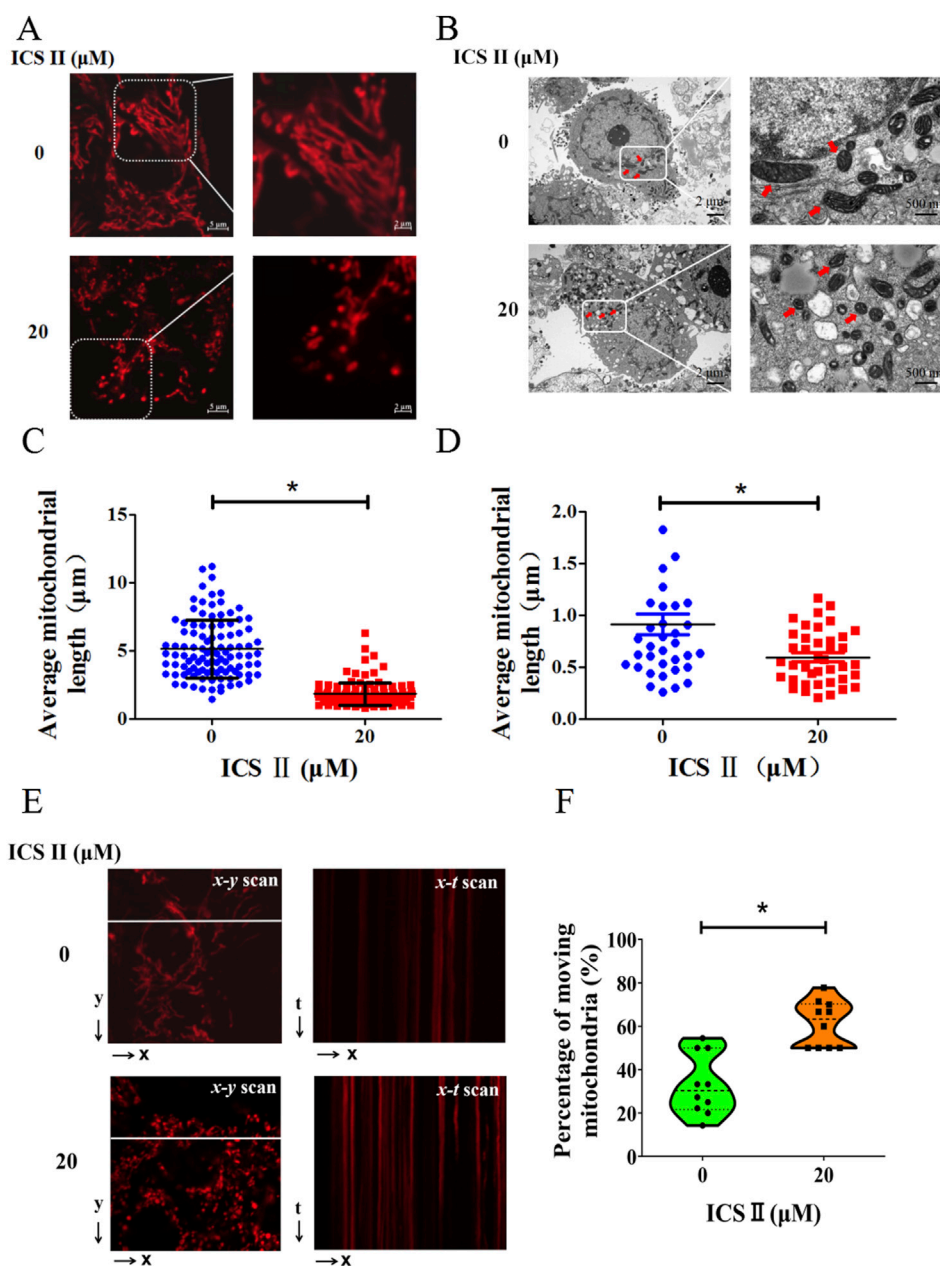 A
ICS II (μM)
0
5 μm
2 μm
20
5 μm
2 μm
B
ICS II (μM)
0
2 μm
500 m
20
2 μm
500 m
C
*
Average mitochondrial
length (μm)
15
10
5
0
0
20
ICS II (μM)
D
*
Average mitochondrial
length (μm)
2.0
1.5
1.0
0.5
0.0
0
20
ICS II (μM)
E
ICS II (μM)
0
x-y scan
y
x
x-t scan
t
x
20
x-y scan
y
x
x-t scan
t
x
F
*
Percentage of moving
mitochondria (%)
100
80
60
40
20
0
0
20
ICS II (μM)